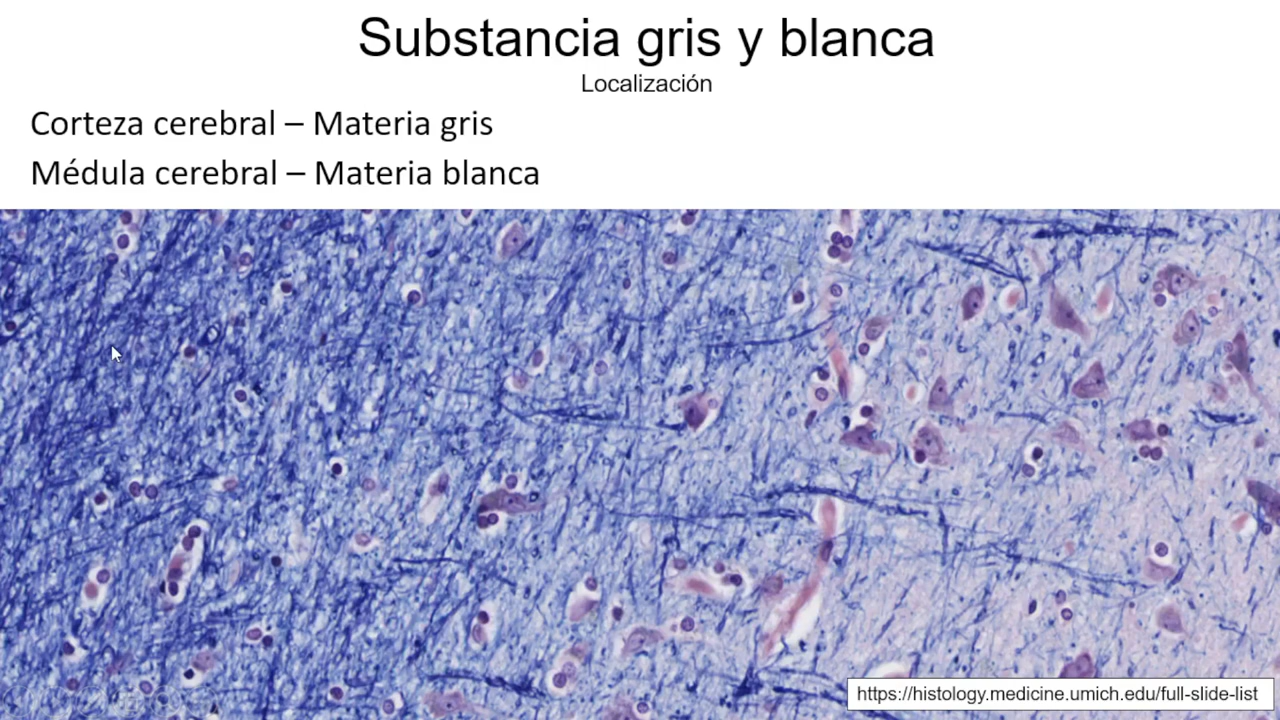 Substancia gris y blanca
Localización
Corteza cerebral – Materia gris
Médula cerebral – Materia blanca
https://histology.medicine.umich.edu/full-slide-list